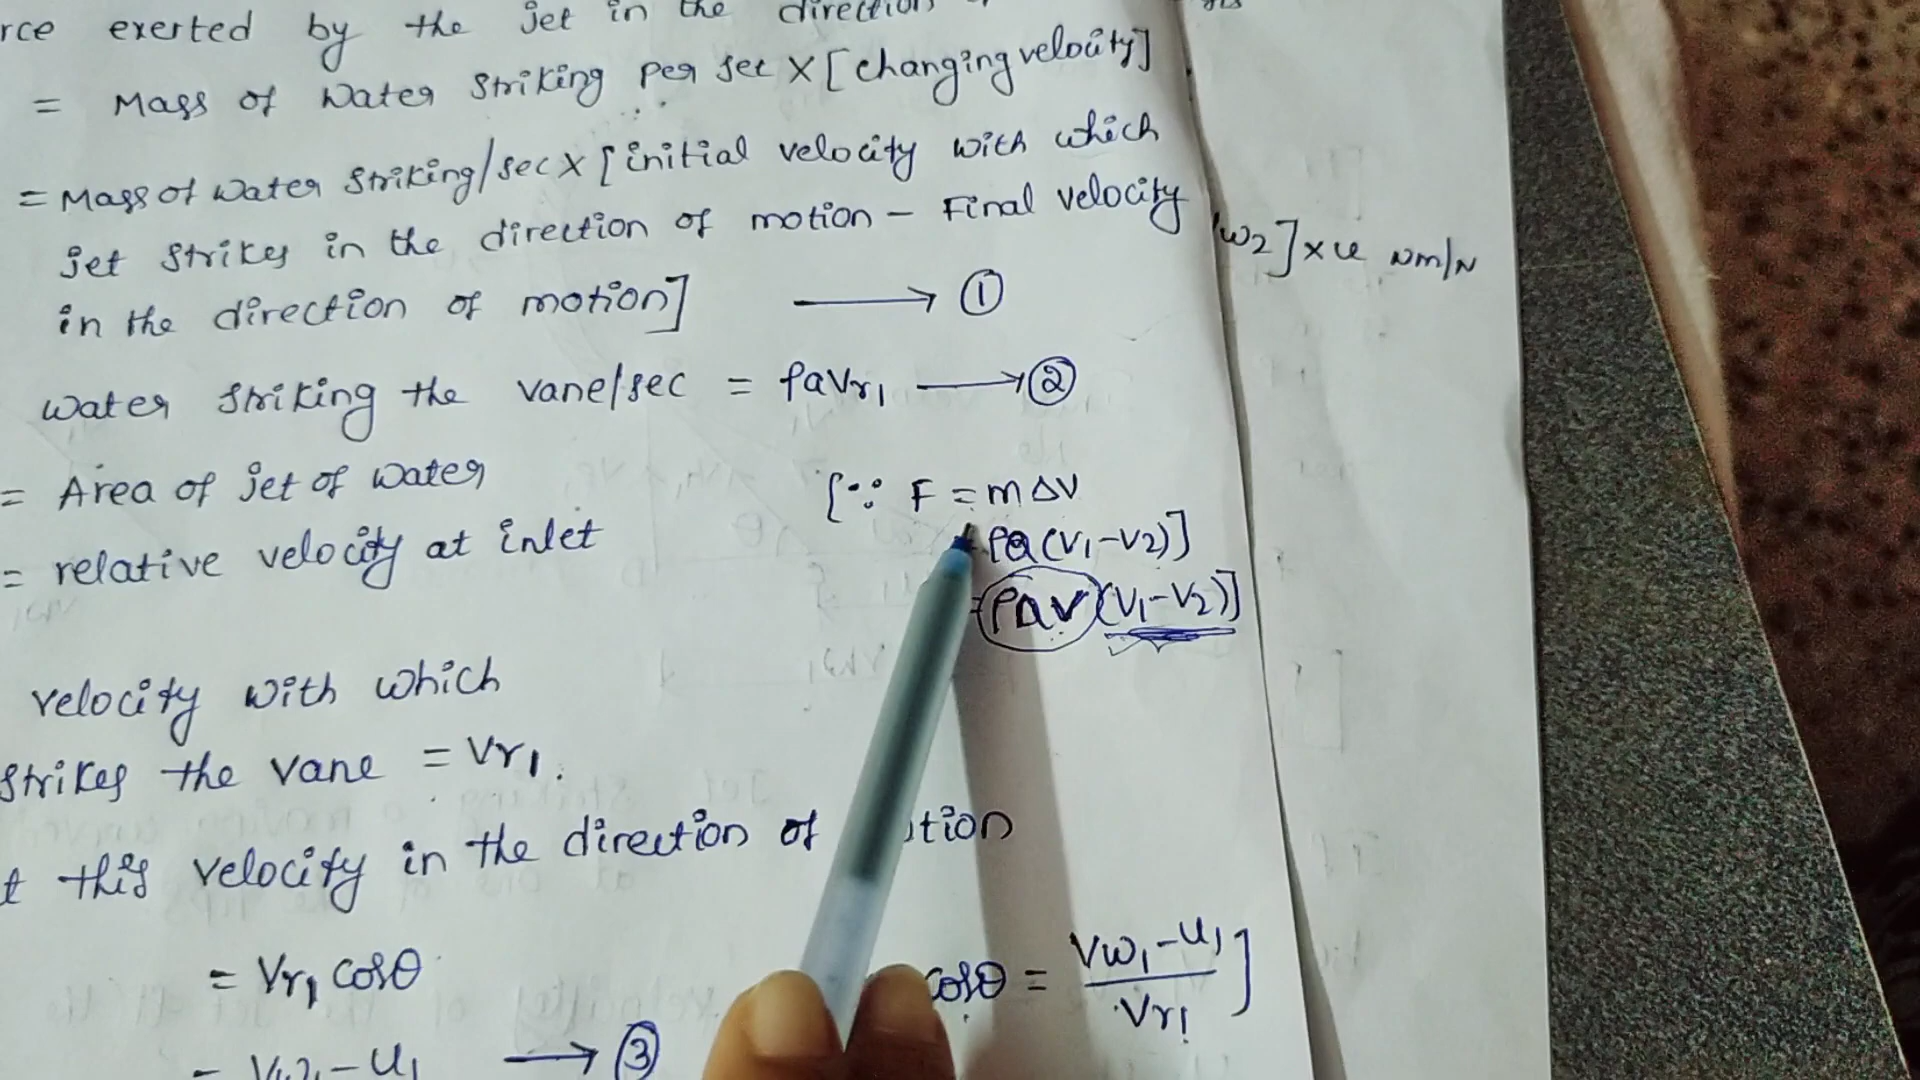 rce exerted by the jet in the direction
= Mass of water striking per sec X [changing velocity]
= Mass of water striking/sec X [initial velocity with which
jet strikes in the direction of motion - Final velocity
in the direction of motion] ⟶ ①
w2] x u Nm/N
water striking the vane/sec = ρaVr1 ⟶ ②
= Area of jet of water
= relative velocity at inlet
[∵ F = mΔV
= ρQ(V1-V2)]
= ρAV(V1-V2)]
velocity with which
strikes the vane = Vr1.
t this velocity in the direction of otion
= Vr1 cosθ
cosθ = Vw1-u1 / Vr1]
= Vw1-u1 ⟶ ③